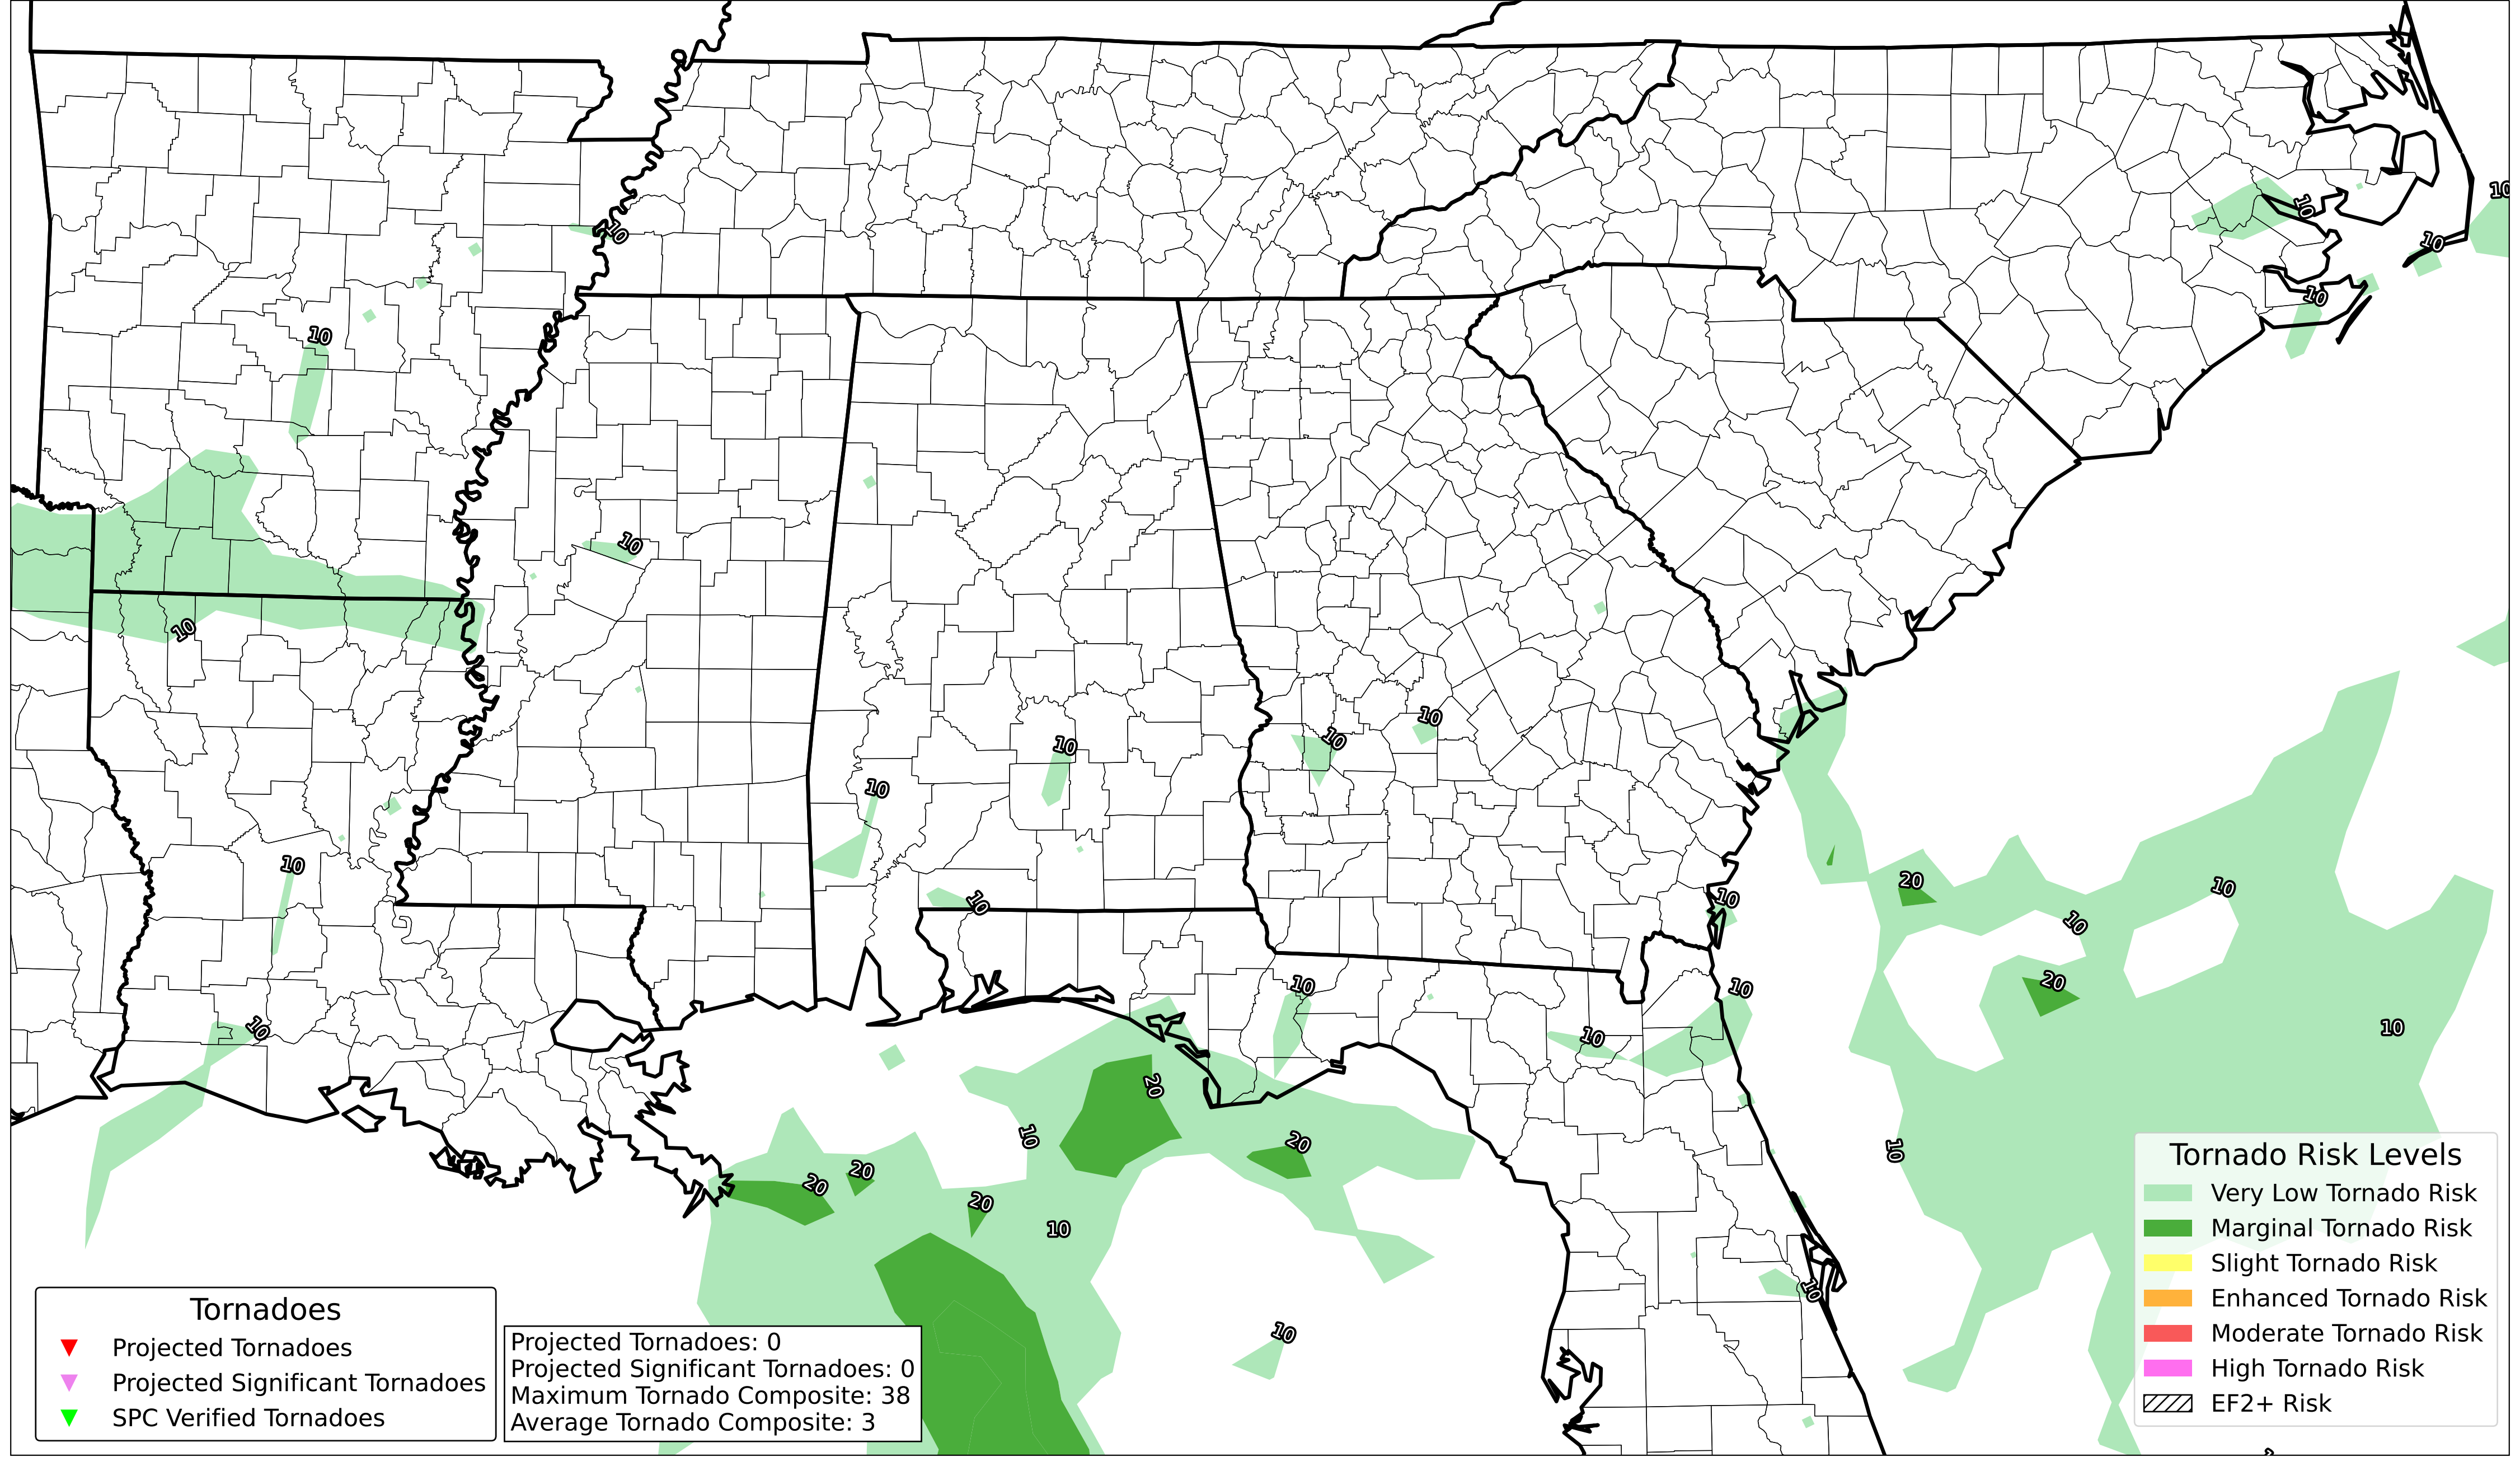 10
10
10
10
10
10
10
10
10
10
10
10
10
20
10
10
10
10
10
10
20
10
10
10
10
20
10
20
10
20
20
20
10
10
10
Tornado Risk Levels
Very Low Tornado Risk
Marginal Tornado Risk
Slight Tornado Risk
Enhanced Tornado Risk
Moderate Tornado Risk
High Tornado Risk
EF2+ Risk
Tornadoes
Projected Tornadoes
Projected Significant Tornadoes
SPC Verified Tornadoes
Projected Tornadoes: 0
Projected Significant Tornadoes: 0
Maximum Tornado Composite: 38
Average Tornado Composite: 3